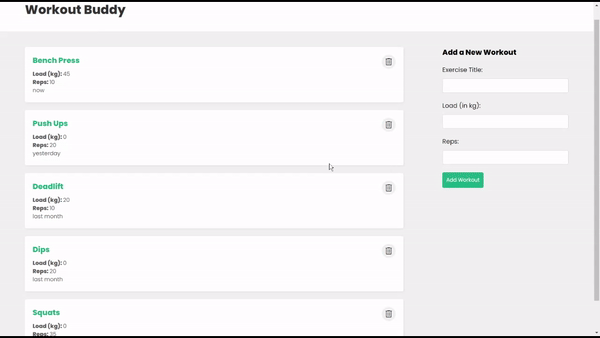 Workout Buddy
Bench Press
Load (kg): 45
Reps: 10
now
Push Ups
Load (kg): 0
Reps: 20
yesterday
Deadlift
Load (kg): 20
Reps: 10
last month
Dips
Load (kg): 0
Reps: 20
last month
Squats
Load (kg): 0
Reps: 35
Add a New Workout
Exercise Title:
Load (in kg):
Reps:
Add Workout